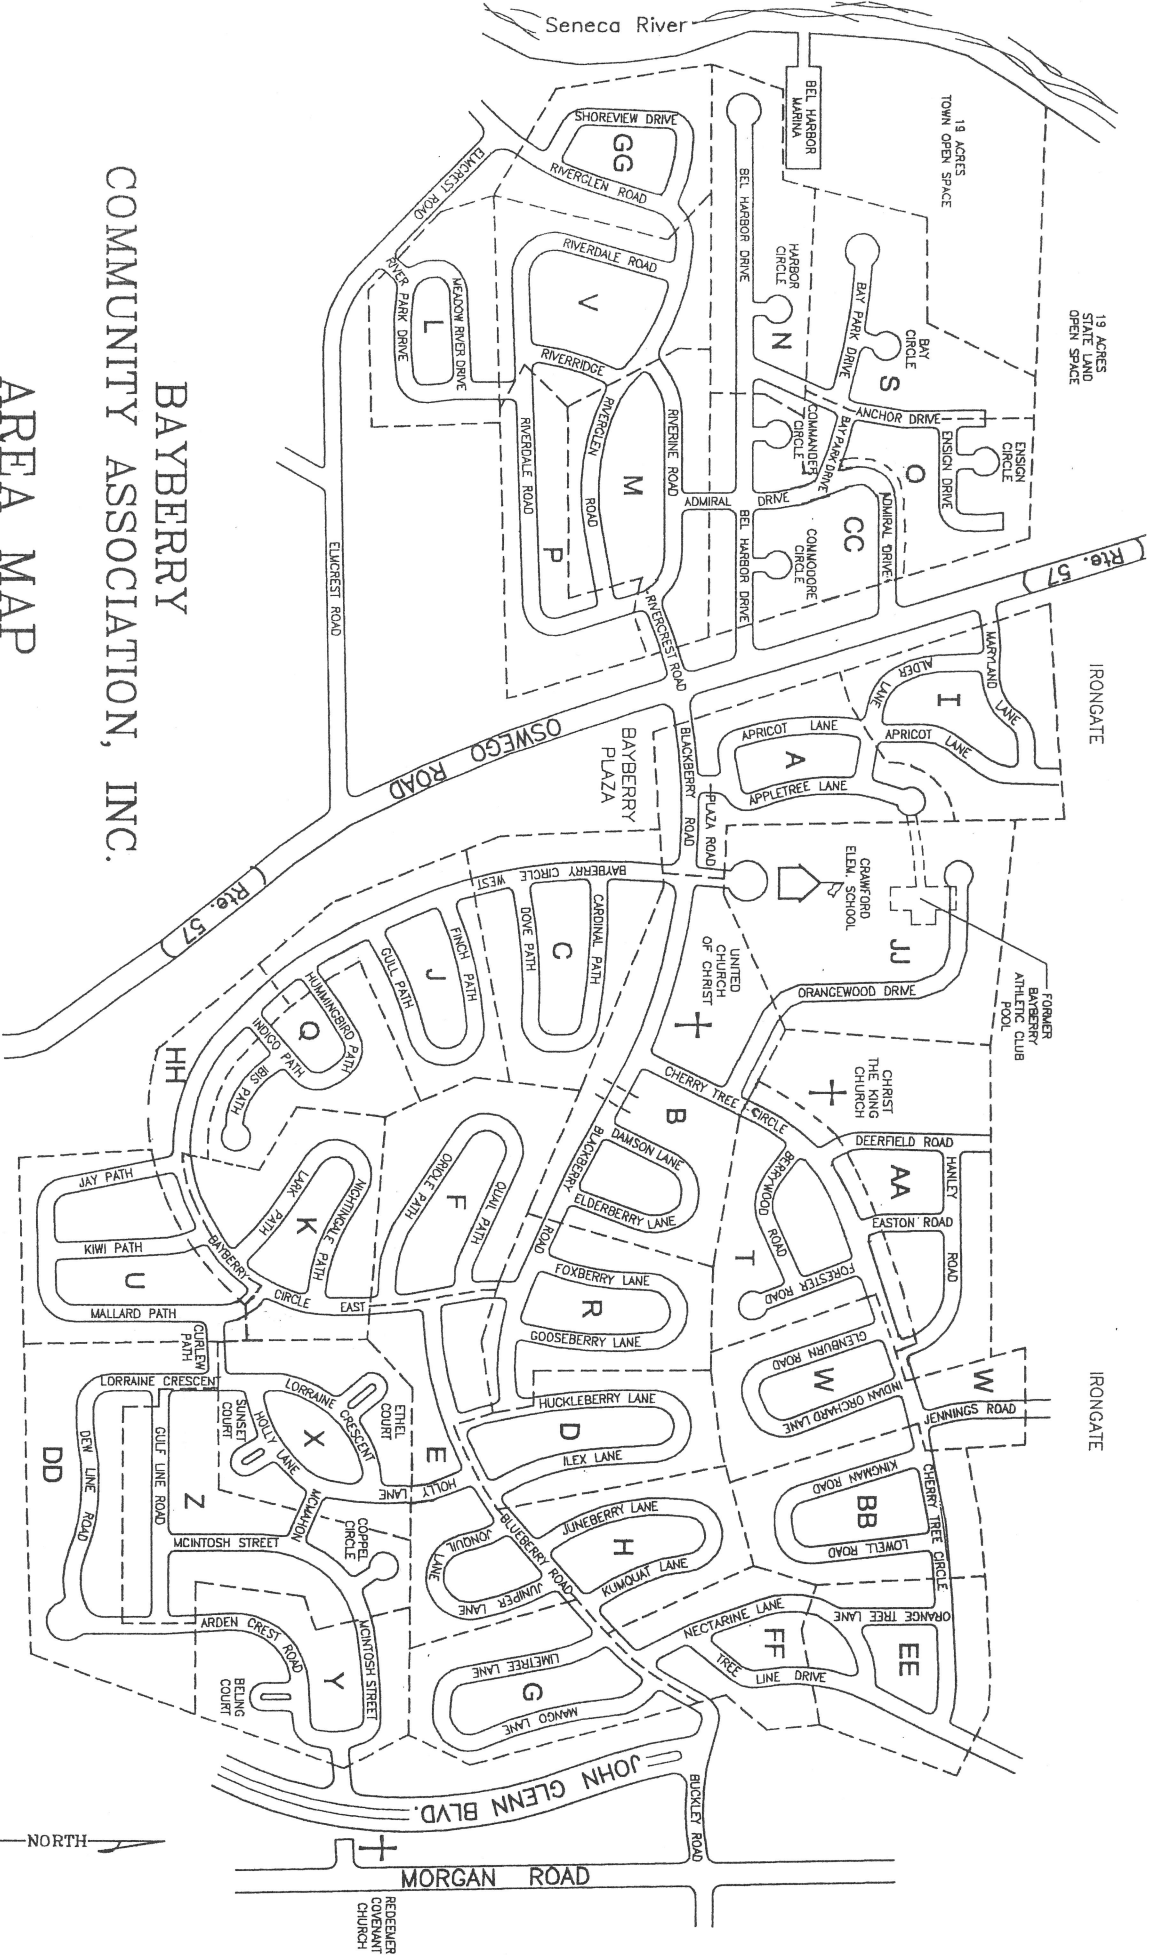 BAYBERRY
COMMUNITY ASSOCIATION, INC.
AREA MAP
Seneca River
BEL HARBOR
MARINA
19 ACRES
TOWN OPEN SPACE
19 ACRES
STATE LAND
OPEN SPACE
SHOREVIEW DRIVE
GG
RIVERGLEN ROAD
ELMCREST ROAD
BEL HARBOR DRIVE
HARBOR
CIRCLE
N
BAY PARK DRIVE
BAY
CIRCLE
S
RIVERDALE ROAD
V
RIVER PARK DRIVE
L
MEADOW RIVER DRIVE
RIVERRIDGE
RIVERGLEN
ROAD
RIVERINE ROAD
M
RIVERDALE ROAD
P
COMMANDER
CIRCLE
BAYPARK DRIVE
ANCHOR DRIVE
ENSIGN DRIVE
ENSIGN
CIRCLE
O
ADMIRAL DRIVE
BEL HARBOR DRIVE
CC
ADMIRAL DRIVE
COMMODORE
CIRCLE
ELMCREST ROAD
RIVERCREST ROAD
Rte. 57
OSWEGO ROAD
Rte. 57
MARYLAND
LANE
IRONGATE
ALDER
LANE
I
APRICOT LANE
APRICOT LANE
A
APPLETREE LANE
BAYBERRY
PLAZA
BLACKBERRY ROAD
PLAZA ROAD
CRAWFORD
ELEM. SCHOOL
JJ
FORMER
BAYBERRY
ATHLETIC CLUB
POOL
ORANGEWOOD DRIVE
UNITED
CHURCH
OF CHRIST
BAYBERRY CIRCLE WEST
CARDINAL PATH
C
DOVE PATH
FINCH PATH
J
GULL PATH
HUMMINGBIRD PATH
Q
INDIGO PATH
IBIS PATH
HH
CHRIST
THE KING
CHURCH
CHERRY TREE CIRCLE
B
DAMSON LANE
ELDERBERRY LANE
BLACKBERRY
ROAD
DEERFIELD ROAD
HANLEY
ROAD
AA
EASTON ROAD
BERRYWOOD ROAD
T
FORESTER ROAD
ORIOLE PATH
F
QUAIL PATH
NIGHTINGALE PATH
K
LARK PATH
JAY PATH
KIWI PATH
U
MALLARD PATH
BAYBERRY
CIRCLE EAST
CURLEW
PATH
FOXBERRY LANE
R
GOOSEBERRY LANE
GLENBURN ROAD
W
INDIAN ORCHARD LANE
W
JENNINGS ROAD
IRONGATE
HUCKLEBERRY LANE
D
ILEX LANE
LORRAINE CRESCENT
LORRAINE
CRESCENT
ETHEL
COURT
SUNSET
COURT
HOLLY LANE
X
E
HOLLY LANE
MCMAHON
COPPEL
CIRCLE
DEW LINE ROAD
DD
GULF LINE ROAD
Z
MCINTOSH STREET
MCINTOSH STREET
KINGMAN ROAD
BB
LOWELL ROAD
CHERRY TREE CIRCLE
JUNEBERRY LANE
H
KUMQUAT LANE
BLUEBERRY ROAD
JONQUIL
LANE
JUNIPER LANE
NECTARINE LANE
ORANGE TREE LANE
FF
EE
TREE
LINE DRIVE
LIMETREE LANE
G
MANGO LANE
ARDEN CREST ROAD
Y
BELING
COURT
JOHN GLENN BLVD.
BUCKLEY ROAD
MORGAN ROAD
REDEEMER
COVENANT
CHURCH
NORTH